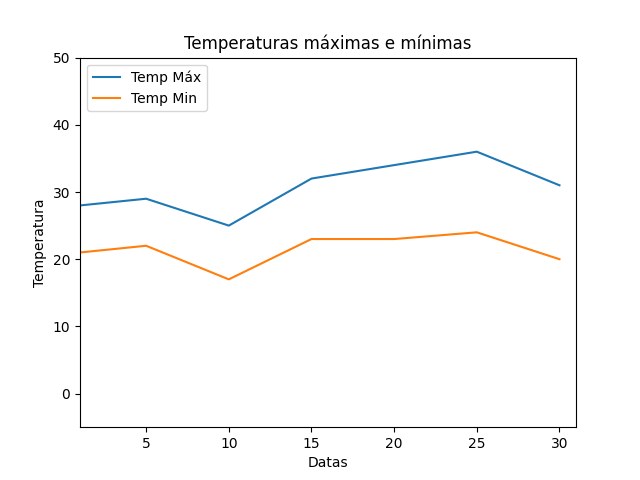 Temperaturas máximas e mínimas
50
40
30
20
10
0
Temperatura
Temp Máx
Temp Min
5 10 15 20 25 30
Datas